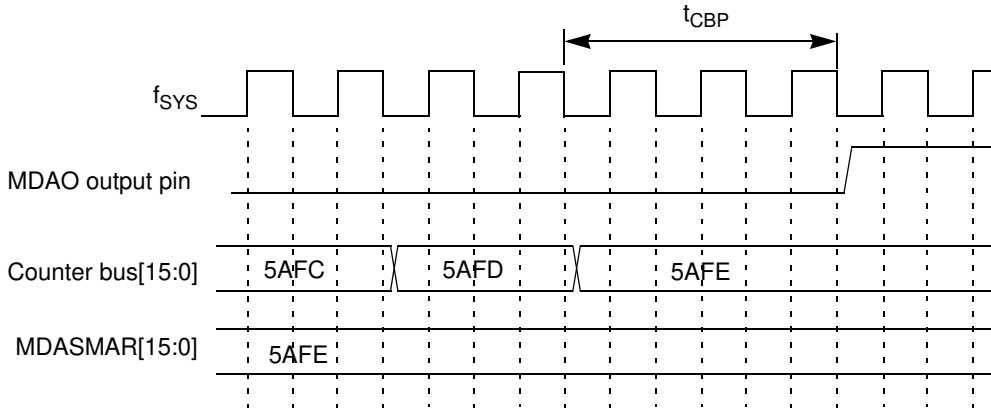 tCBP
fSYS
MDAO output pin
Counter bus[15:0] 5AFC 5AFD 5AFE
MDASMAR[15:0] 5AFE